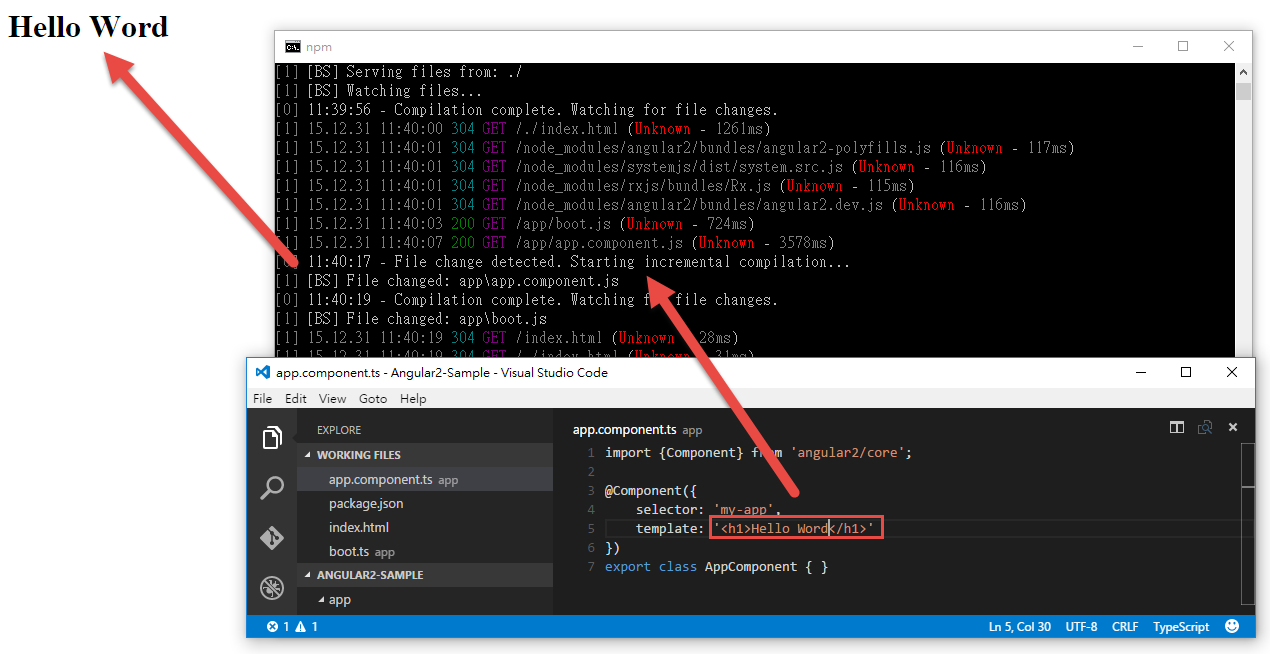 Hello Word
npm
[1] [BS] Serving files from: ./
[1] [BS] Watching files...
[0] 11:39:56 - Compilation complete. Watching for file changes.
[1] 15.12.31 11:40:00 304 GET /./index.html (Unknown - 1261ms)
[1] 15.12.31 11:40:01 304 GET /node_modules/angular2/bundles/angular2-polyfills.js (Unknown - 117ms)
[1] 15.12.31 11:40:01 304 GET /node_modules/systemjs/dist/system.src.js (Unknown - 116ms)
[1] 15.12.31 11:40:01 304 GET /node_modules/rxjs/bundles/Rx.js (Unknown - 115ms)
[1] 15.12.31 11:40:01 304 GET /node_modules/angular2/bundles/angular2.dev.js (Unknown - 116ms)
[1] 15.12.31 11:40:03 200 GET /app/boot.js (Unknown - 724ms)
[1] 15.12.31 11:40:07 200 GET /app/app.component.js (Unknown - 3578ms)
11:40:17 - File change detected. Starting incremental compilation...
[1] [BS] File changed: app\app.component.js
[0] 11:40:19 - Compilation complete. Watching for file changes.
[1] [BS] File changed: app\boot.js
[1] 15.12.31 11:40:19 304 GET /index.html (Unknown - 28ms)
[1] 15.12.31 11:40:19 304 GET /./index.html (Unknown - 31ms)
app.component.ts - Angular2-Sample - Visual Studio Code
File Edit View Goto Help
EXPLORE
WORKING FILES
app.component.ts app
package.json
index.html
boot.ts app
ANGULAR2-SAMPLE
app
app.component.ts app
1 import {Component} from 'angular2/core';
2
3 @Component({
4 selector: 'my-app',
5 template: '<h1>Hello Word</h1>'
6 })
7 export class AppComponent { }
1 1
Ln 5, Col 30 UTF-8 CRLF TypeScript